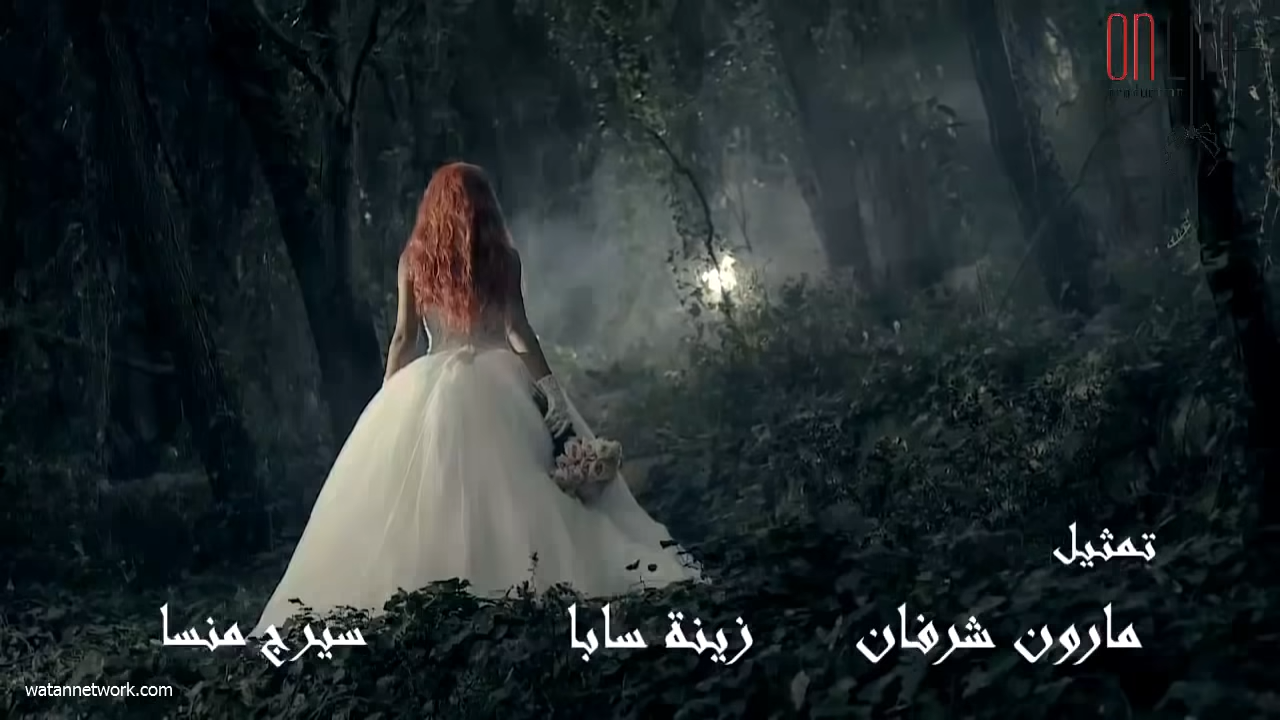 ON
تمثيل
مارون شرفان زينة سابا سيرج منسا
watannetwork.com